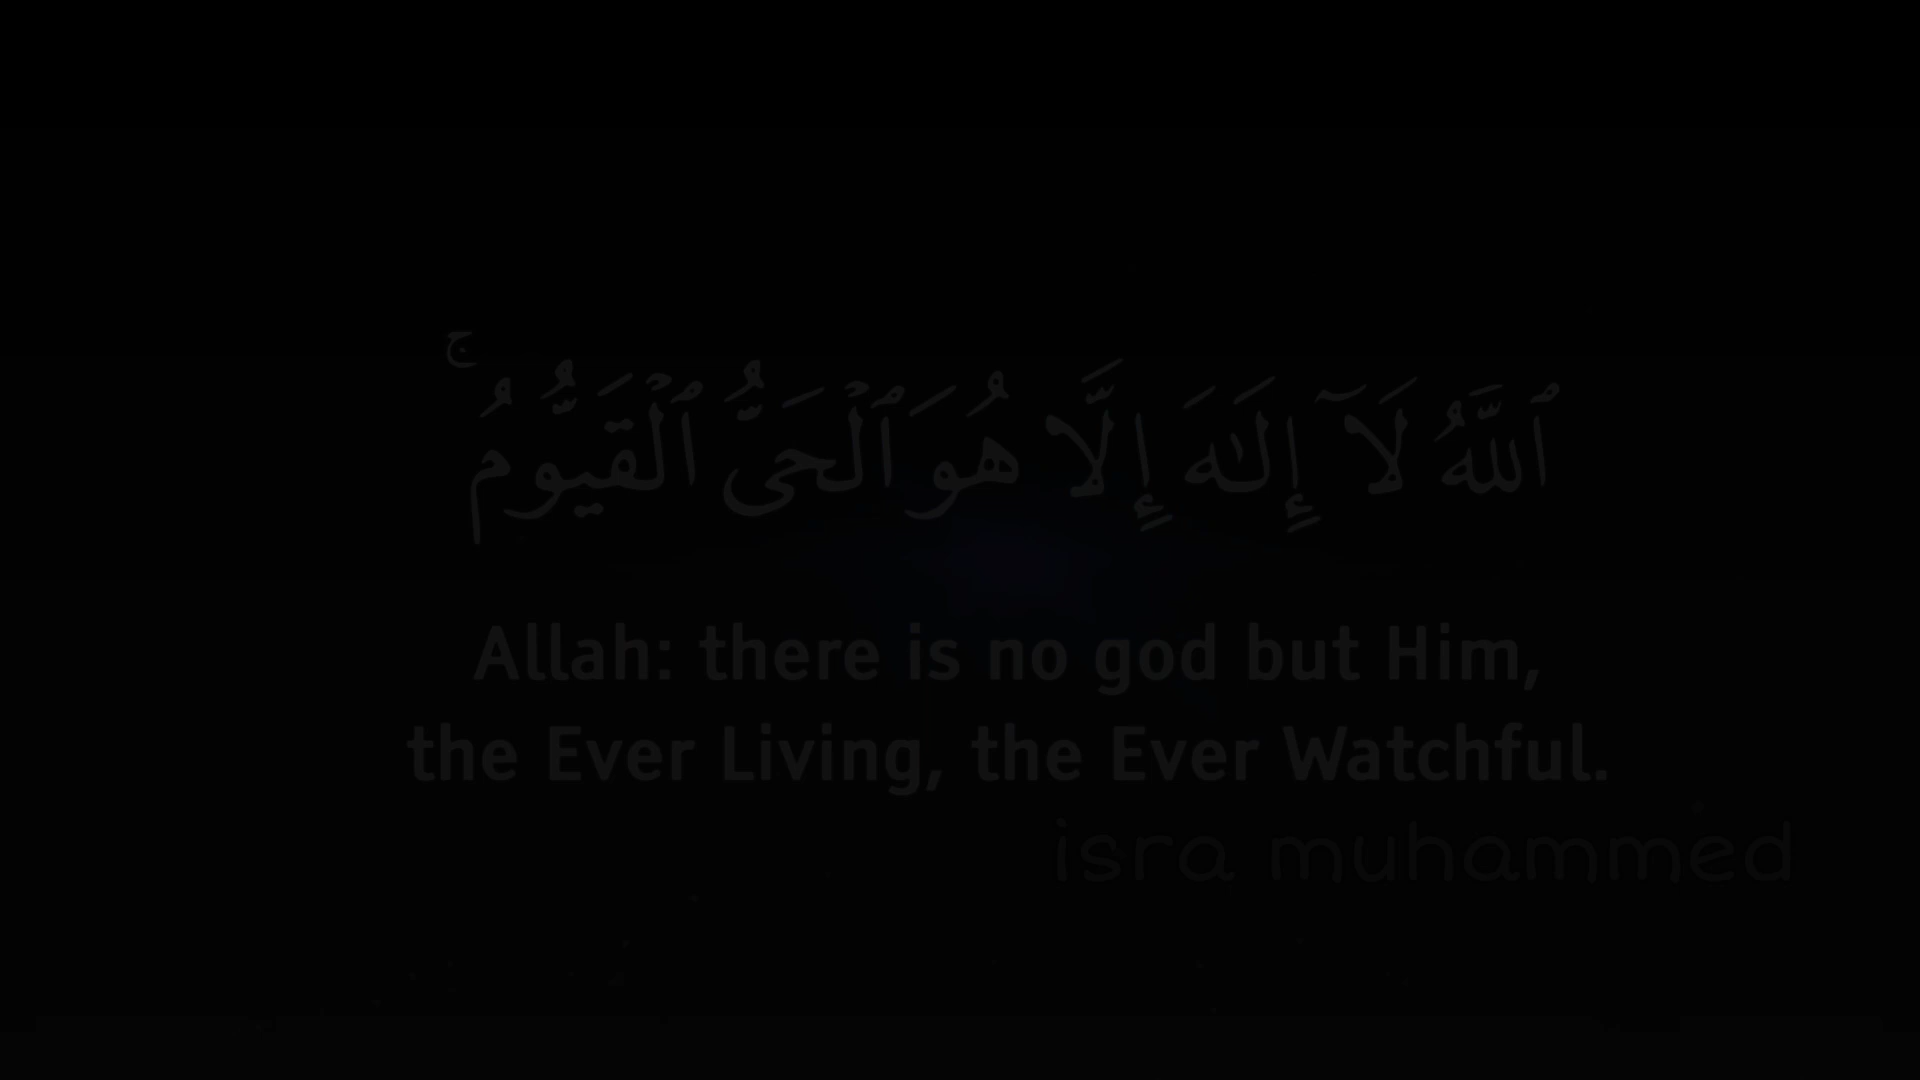 ٱللَّهُ لَآ إِلَـٰهَ إِلَّا هُوَ ٱلْحَىُّ ٱلْقَيُّومُ ۚ
Allah: there is no god but Him,
the Ever Living, the Ever Watchful.
isra muhammed